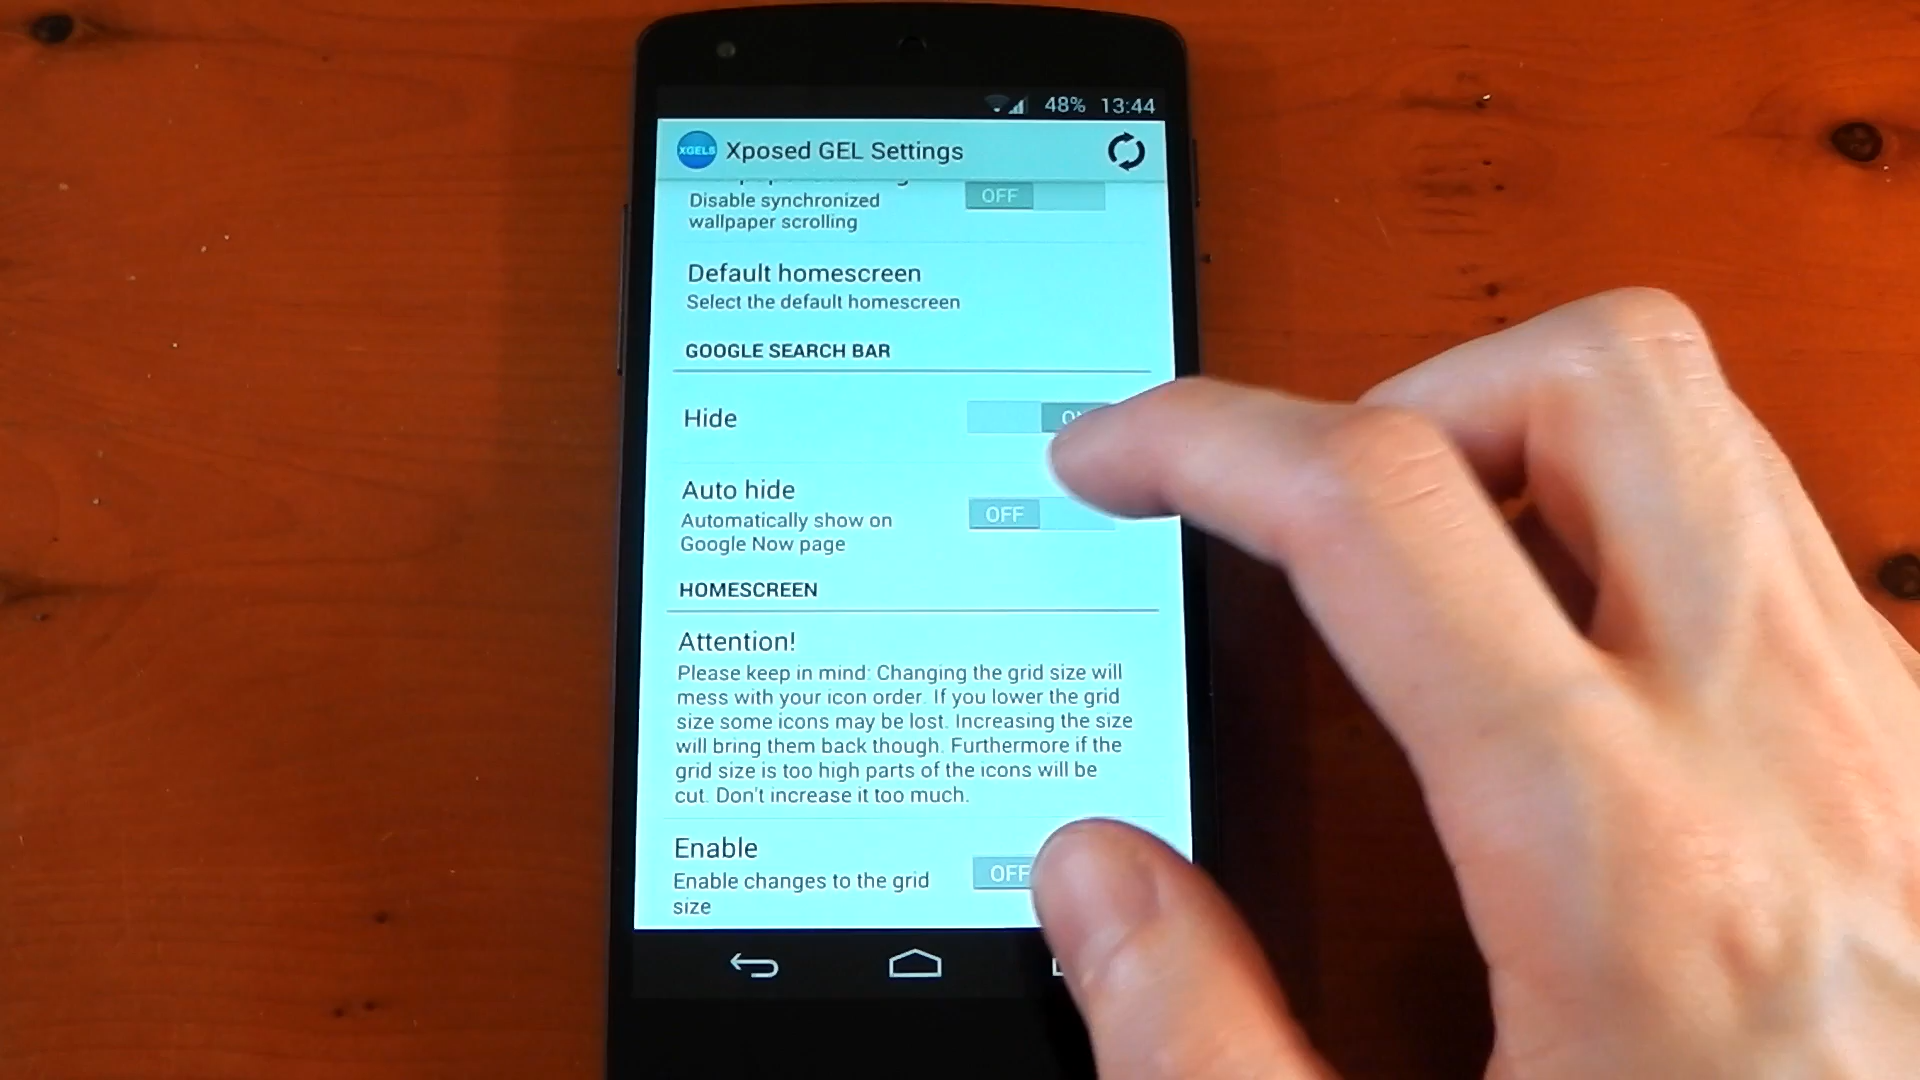 48% 13:44
XGELS Xposed GEL Settings
Disable synchronized
wallpaper scrolling
OFF
Default homescreen
Select the default homescreen
GOOGLE SEARCH BAR
Hide
Auto hide
Automatically show on
Google Now page
OFF
HOMESCREEN
Attention!
Please keep in mind: Changing the grid size will
mess with your icon order. If you lower the grid
size some icons may be lost. Increasing the size
will bring them back though. Furthermore if the
grid size is too high parts of the icons will be
cut. Don't increase it too much.
Enable
Enable changes to the grid
size
OFF